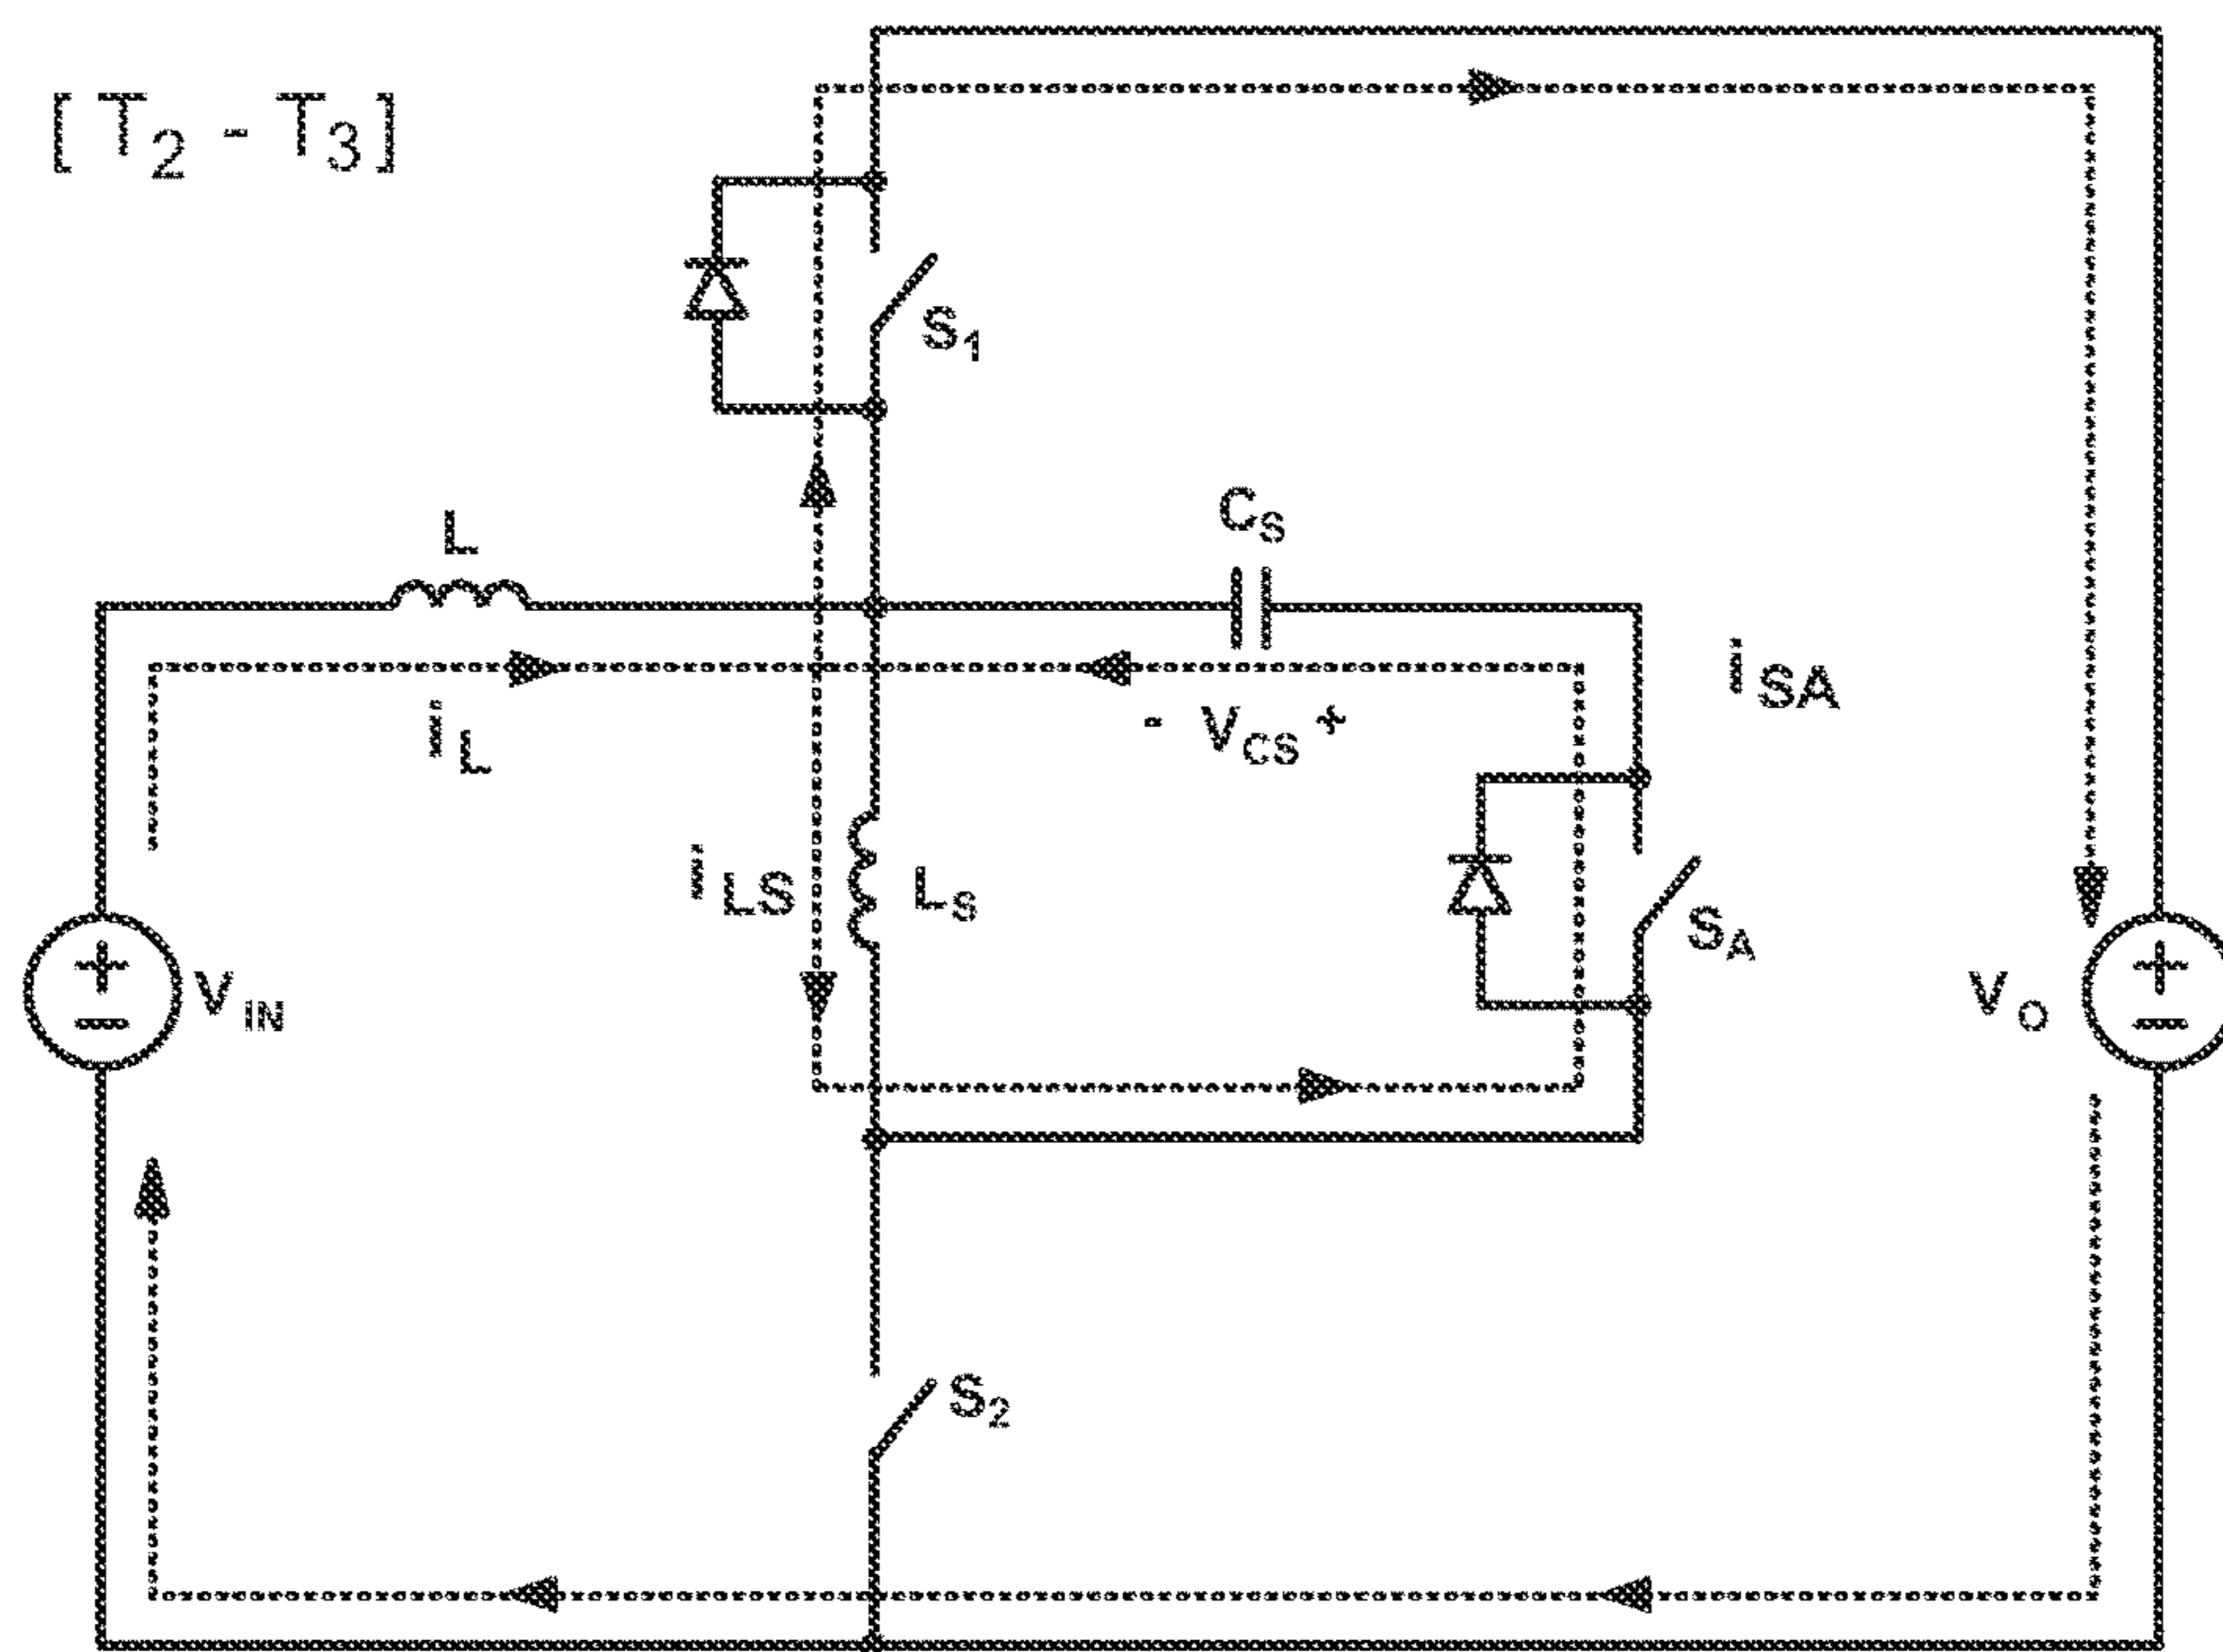 [ T2 - T3 ]
S1
L
CS
iL
- VCS +
iSA
iLS
LS
SA
VIN
VO
+
−
+
−
S2